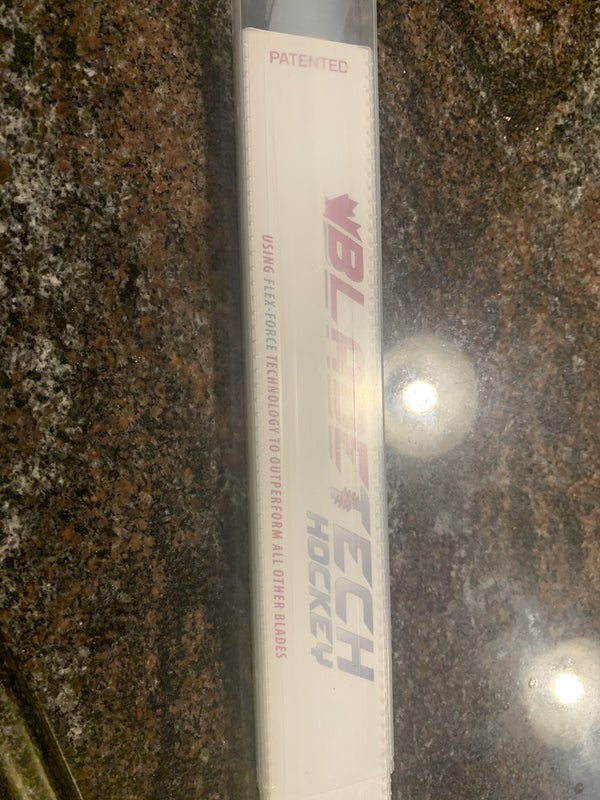 PATENTED
BLADETECH
HOCKEY
USING FLEX-FORCE TECHNOLOGY TO OUTPERFORM ALL OTHER BLADES